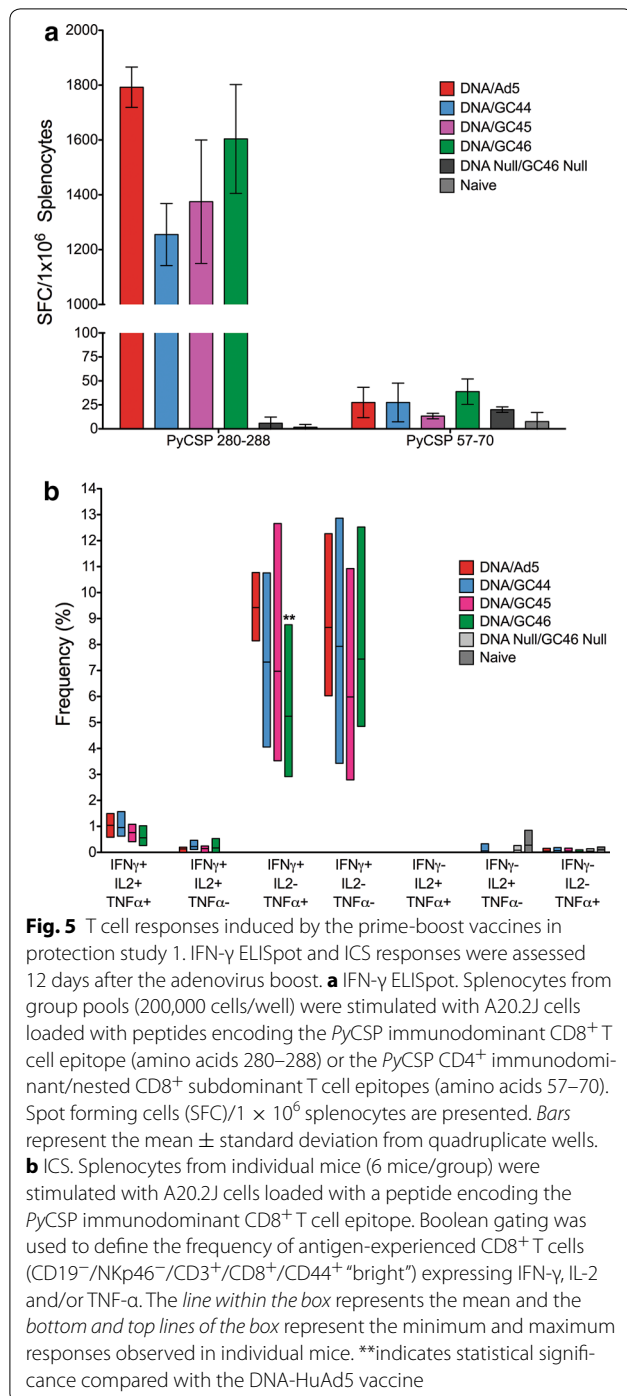 a
2000
1800
1600
1400
1200
1000
100
75
50
25
0
SFC/1x10⁶ Splenocytes
DNA/Ad5
DNA/GC44
DNA/GC45
DNA/GC46
DNA Null/GC46 Null
Naive
PyCSP 280-288 PyCSP 57-70
b
14
13
12
11
10
9
8
7
6
5
4
3
2
1
0
Frequency (%)
**
DNA/Ad5
DNA/GC44
DNA/GC45
DNA/GC46
DNA Null/GC46 Null
Naive
IFNγ+ IFNγ+ IFNγ+ IFNγ+ IFNγ- IFNγ- IFNγ-
IL2+ IL2+ IL2- IL2- IL2+ IL2+ IL2-
TNFα+ TNFα- TNFα+ TNFα- TNFα+ TNFα- TNFα+
Fig. 5 T cell responses induced by the prime-boost vaccines in
protection study 1. IFN-γ ELISpot and ICS responses were assessed
12 days after the adenovirus boost. a IFN-γ ELISpot. Splenocytes from
group pools (200,000 cells/well) were stimulated with A20.2J cells
loaded with peptides encoding the PyCSP immunodominant CD8⁺ T
cell epitope (amino acids 280–288) or the PyCSP CD4⁺ immunodomi-
nant/nested CD8⁺ subdominant T cell epitopes (amino acids 57–70).
Spot forming cells (SFC)/1 × 10⁶ splenocytes are presented. Bars
represent the mean ± standard deviation from quadruplicate wells.
b ICS. Splenocytes from individual mice (6 mice/group) were
stimulated with A20.2J cells loaded with a peptide encoding the
PyCSP immunodominant CD8⁺ T cell epitope. Boolean gating was
used to define the frequency of antigen-experienced CD8⁺ T cells
(CD19⁻/NKp46⁻/CD3⁺/CD8⁺/CD44⁺ “bright”) expressing IFN-γ, IL-2
and/or TNF-α. The line within the box represents the mean and the
bottom and top lines of the box represent the minimum and maximum
responses observed in individual mice. **indicates statistical signifi-
cance compared with the DNA-HuAd5 vaccine